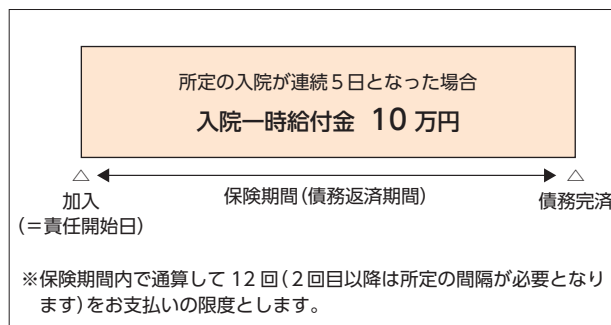 所定の入院が連続5日となった場合
入院一時給付金 10 万円
△ △
加入 保険期間(債務返済期間) 債務完済
(=責任開始日)
※保険期間内で通算して 12 回(2回目以降は所定の間隔が必要となり
ます)をお支払いの限度とします。